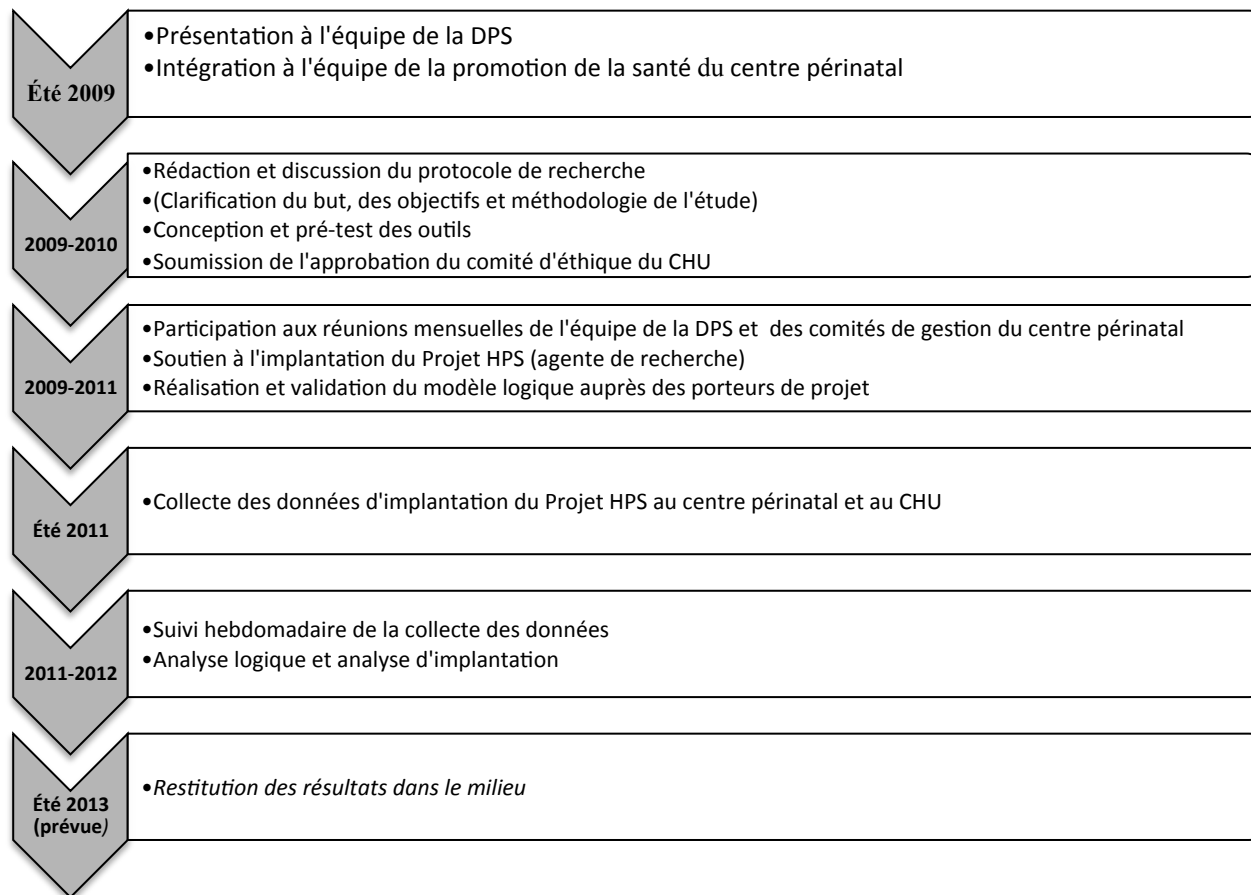 Été 2009
•Présentation à l'équipe de la DPS
•Intégration à l'équipe de la promotion de la santé du centre périnatal
2009-2010
•Rédaction et discussion du protocole de recherche
•(Clarification du but, des objectifs et méthodologie de l'étude)
•Conception et pré-test des outils
•Soumission de l'approbation du comité d'éthique du CHU
2009-2011
•Participation aux réunions mensuelles de l'équipe de la DPS et des comités de gestion du centre périnatal
•Soutien à l'implantation du Projet HPS (agente de recherche)
•Réalisation et validation du modèle logique auprès des porteurs de projet
Été 2011
•Collecte des données d'implantation du Projet HPS au centre périnatal et au CHU
2011-2012
•Suivi hebdomadaire de la collecte des données
•Analyse logique et analyse d'implantation
Été 2013
(prévue)
•Restitution des résultats dans le milieu